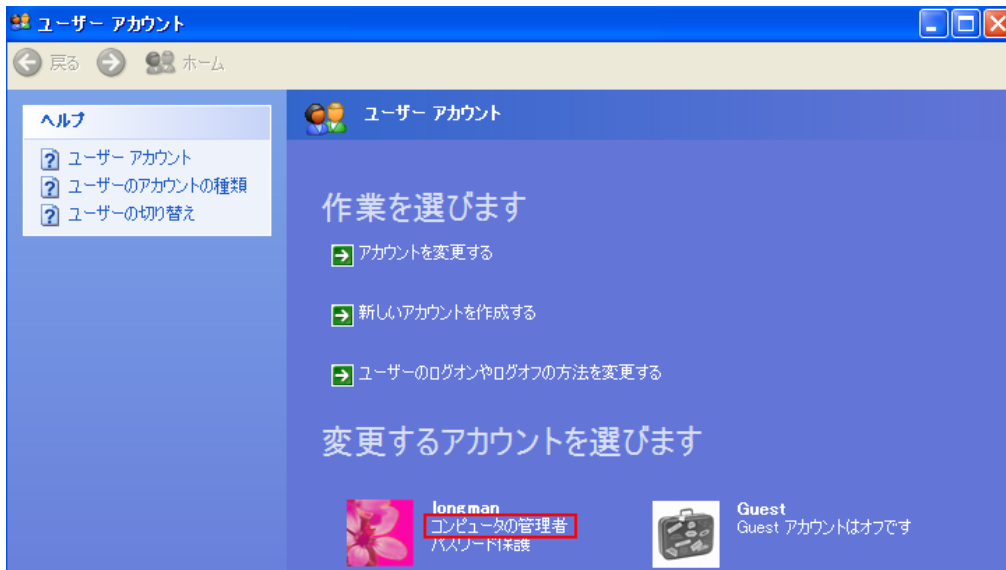 ユーザー アカウント
戻る
ホーム
ヘルプ
ユーザー アカウント
ユーザーのアカウントの種類
ユーザーの切り替え
ユーザー アカウント
作業を選びます
アカウントを変更する
新しいアカウントを作成する
ユーザーのログオンやログオフの方法を変更する
変更するアカウントを選びます
longman
コンピュータの管理者
パスワード保護
Guest
Guest アカウントはオフです